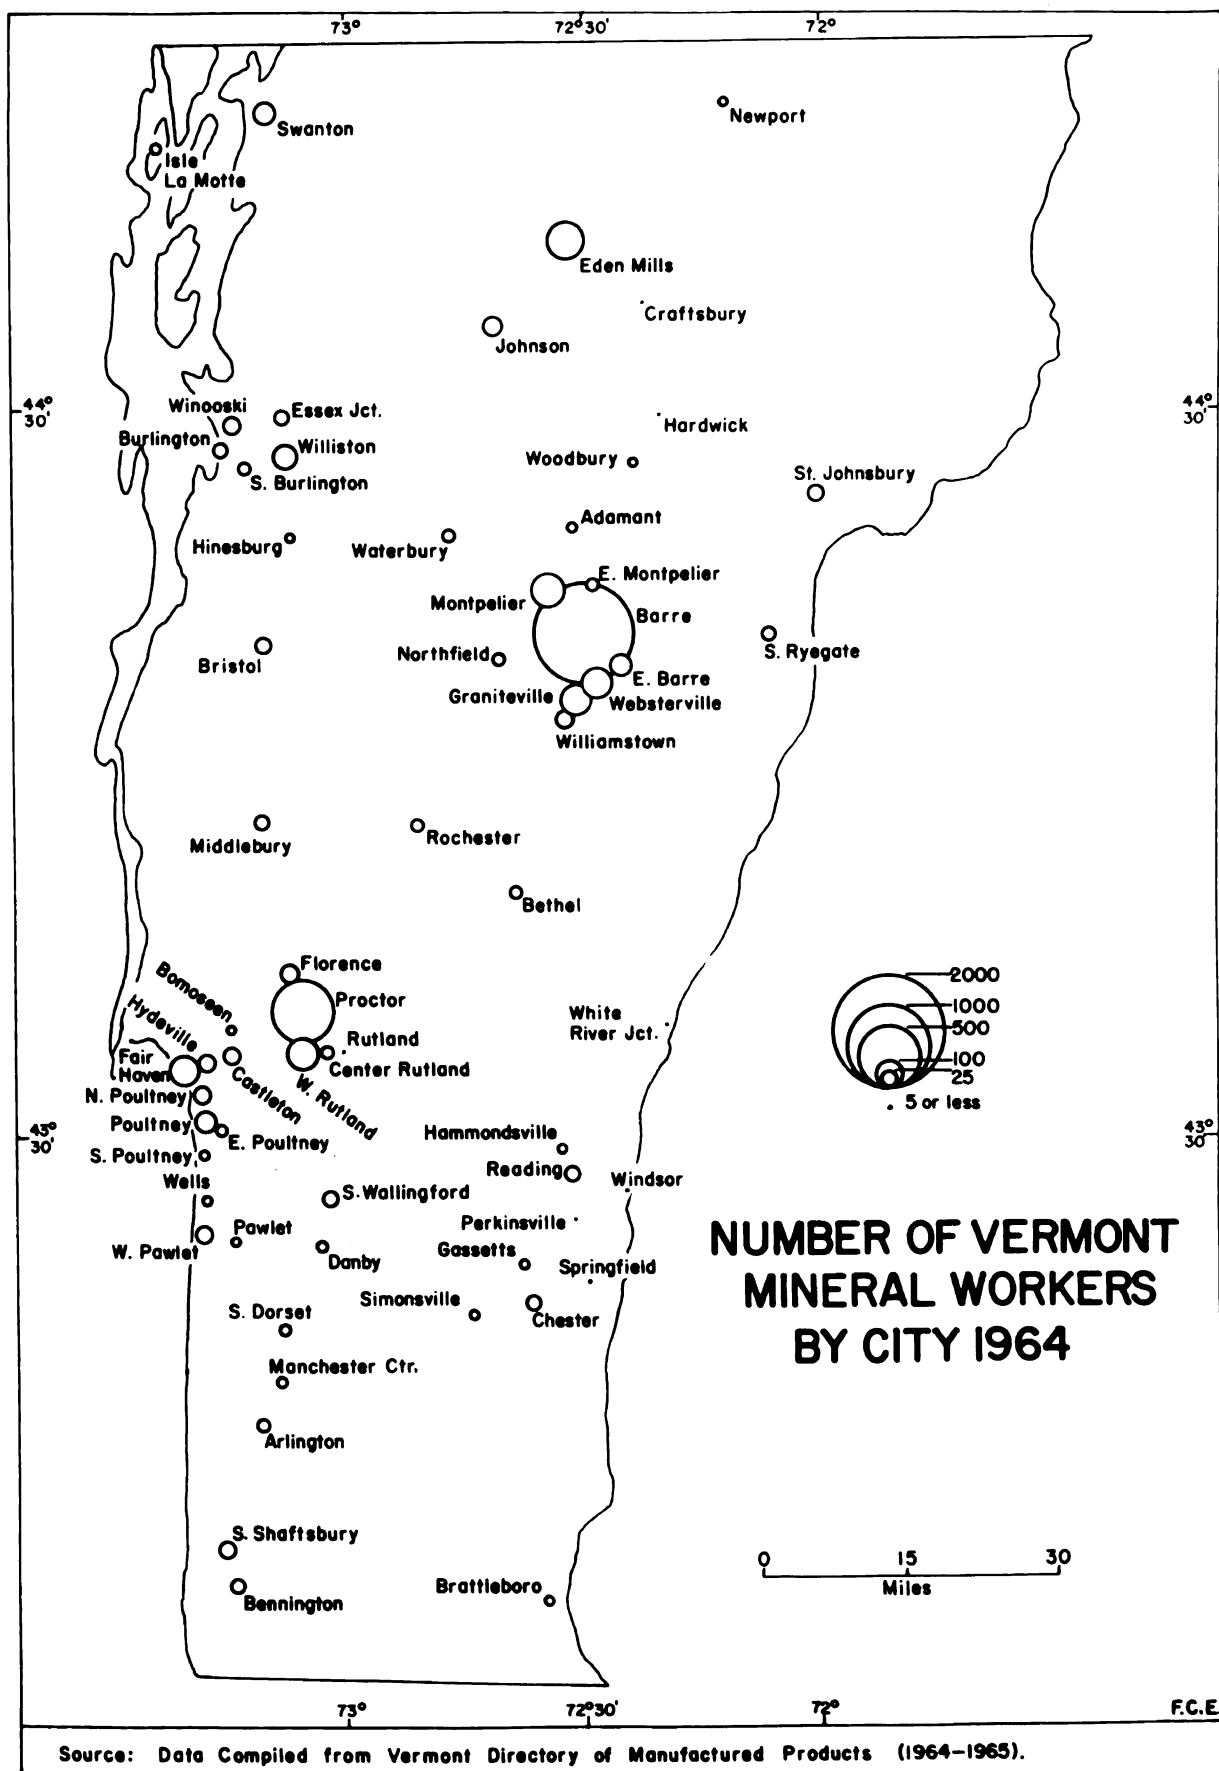 73°
72°30'
72°
Swanton
Newport
Isle
La Motte
Eden Mills
Craftsbury
Johnson
44°
30'
44°
30'
Winooski
Essex Jct.
Hardwick
Burlington
Williston
Woodbury
St. Johnsbury
S. Burlington
Adamant
Hinesburg
Waterbury
E. Montpelier
Montpelier
Barre
Northfield
S. Ryegate
Bristol
E. Barre
Graniteville
Websterville
Williamstown
Middlebury
Rochester
Bethel
Florence
Bomoseen
Proctor
Hydeville
White
River Jct.
Rutland
Fair
Haven
Center Rutland
Castleton
W. Rutland
N. Poultney
Poultney
E. Poultney
S. Poultney
2000
1000
500
100
25
5 or less
43°
30'
43°
30'
Hammondsville
Reading
Windsor
Wells
S. Wallingford
Perkinsville
Pawlet
W. Pawlet
Danby
Gassetts
Springfield
Simonsville
Chester
S. Dorset
Manchester Ctr.
Arlington
NUMBER OF VERMONT
MINERAL WORKERS
BY CITY 1964
S. Shaftsbury
Bennington
Brattleboro
0 15 30
Miles
73°
72°30'
72°
F.C.E.
Source: Data Compiled from Vermont Directory of Manufactured Products (1964-1965).